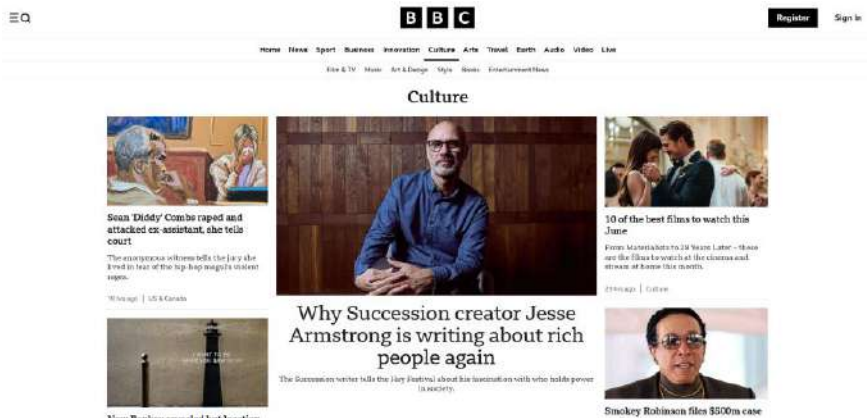 BBC
Register
Sign In
Home News Sport Business Innovation Culture Arts Travel Earth Audio Video Live
Film & TV Music Art & Design Style Books Entertainment News
Culture
Sean 'Diddy' Combs raped and
attacked ex-assistant, she tells
court
The anonymous witness tells the jury she
lived in fear of the hip-hop mogul's violent
rages.
US & Canada
I WANT TO BE
Why Succession creator Jesse
Armstrong is writing about rich
people again
The Succession writer tells the Hay Festival about his fascination with who holds power
in society.
10 of the best films to watch this
June
From Materialists to 28 Years Later – these
are the films to watch at the cinema and
stream at home this month.
Culture
Smokey Robinson files $500m case